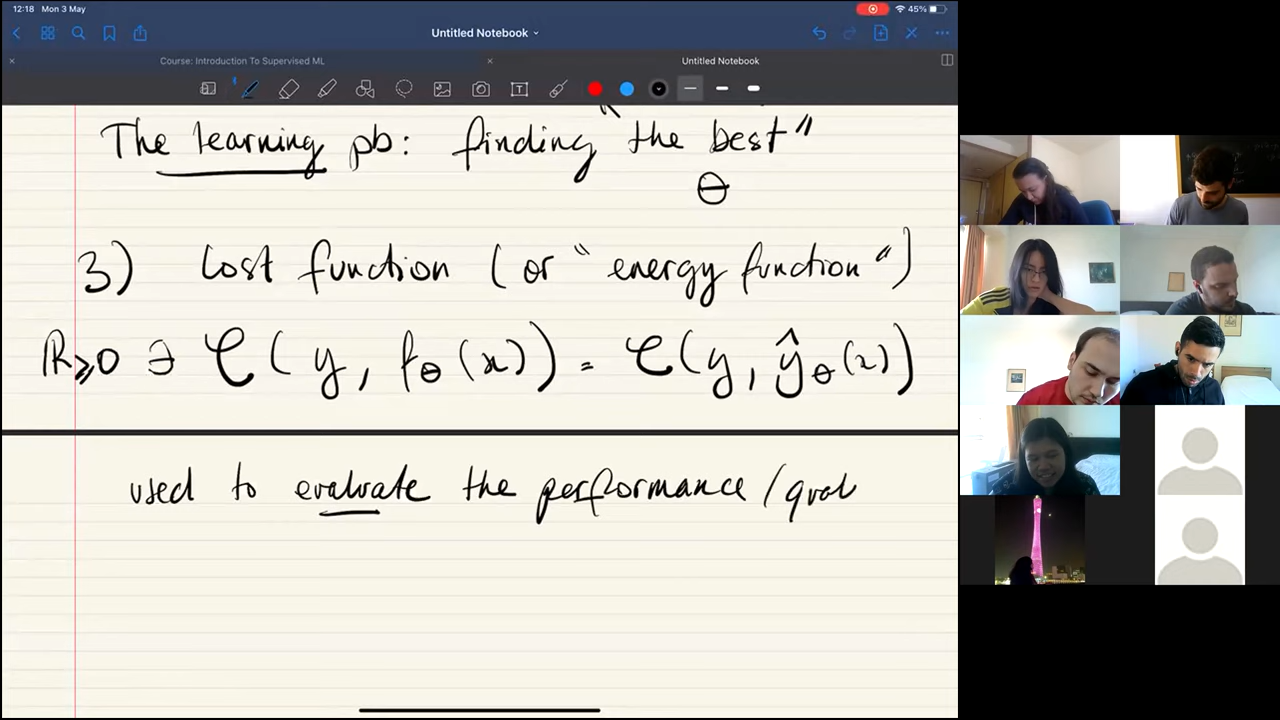 12:18 Mon 3 May
45%
Untitled Notebook
Course: Introduction To Supervised ML
Untitled Notebook
The learning pb: finding "the best"
θ
3) Cost function (or "energy function")
ℝ≥0 ∋ 𝒞(y, fθ(x)) = 𝒞(y, ŷθ(x))
used to evaluate the performance/qual